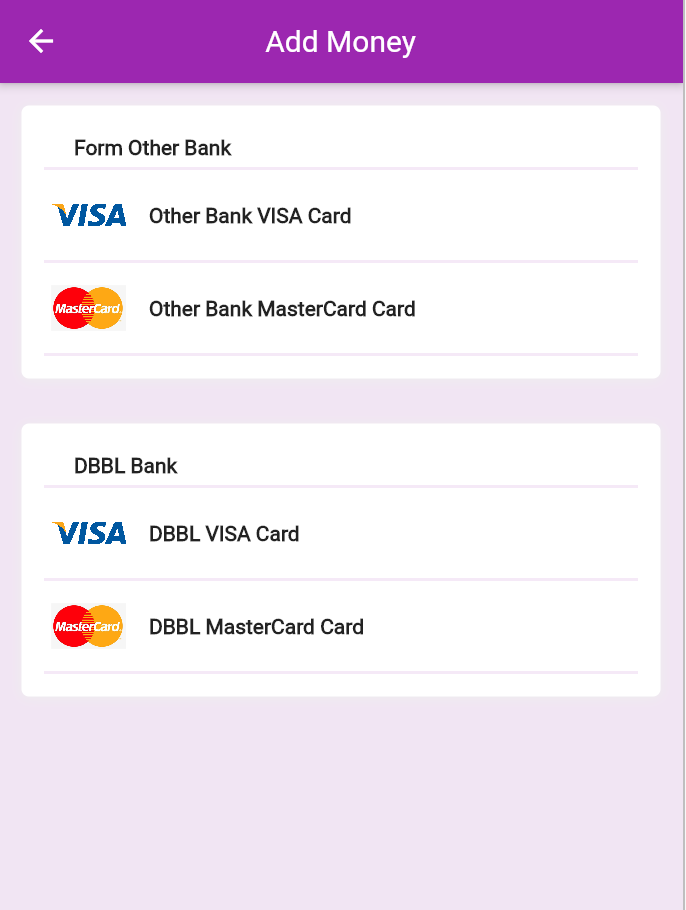 Add Money
Form Other Bank
VISA Other Bank VISA Card
MasterCard. Other Bank MasterCard Card
DBBL Bank
VISA DBBL VISA Card
MasterCard. DBBL MasterCard Card